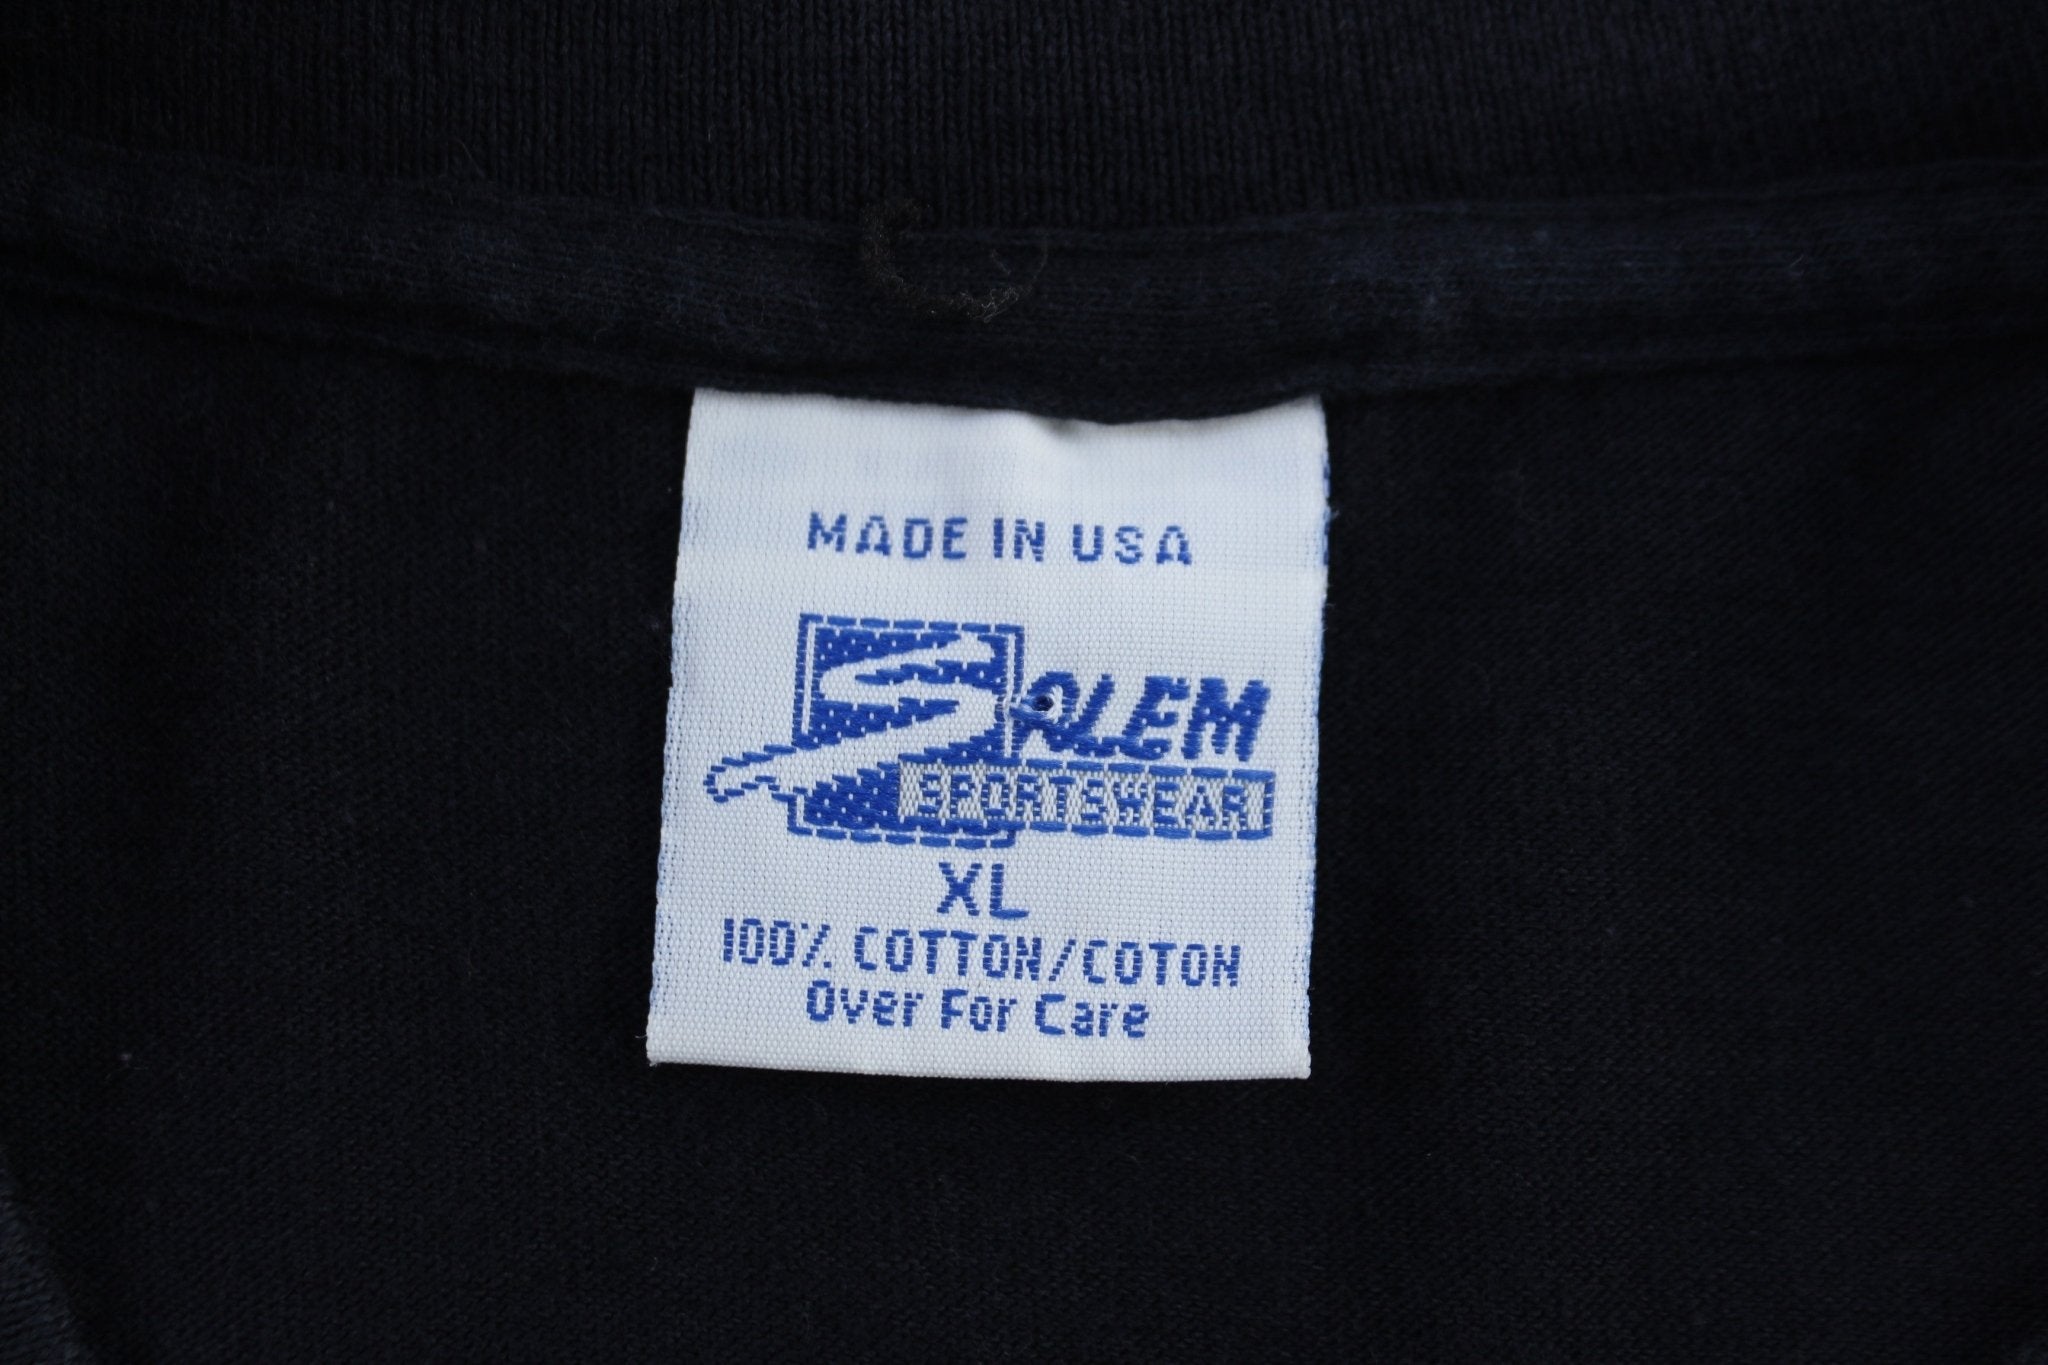 MADE IN USA
SALEM
SPORTSWEAR
XL
100% COTTON/COTON
Over For Care